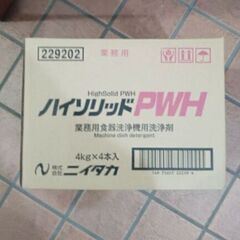 229202
業務用
HighSolid PWH
ハイソリッドPWH
業務用食器洗浄機用洗浄剤
Machine dish detergent
株式会社ニイタカ
4kg×4本入